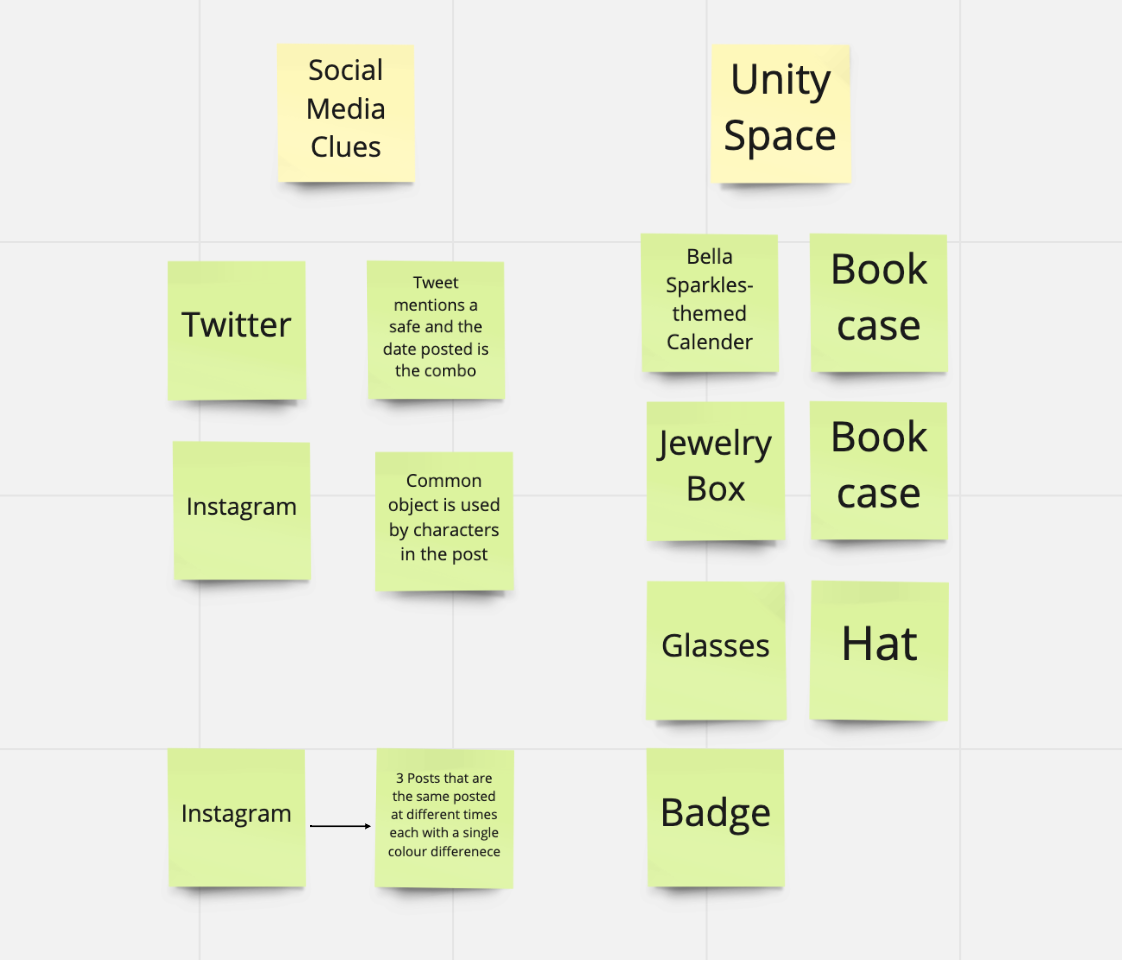 Social
Media
Clues
Unity
Space
Twitter
Tweet
mentions a
safe and the
date posted is
the combo
Bella
Sparkles-
themed
Calender
Book
case
Instagram
Common
object is used
by characters
in the post
Jewelry
Box
Book
case
Glasses
Hat
Instagram
3 Posts that are
the same posted
at different times
each with a single
colour differenece
Badge